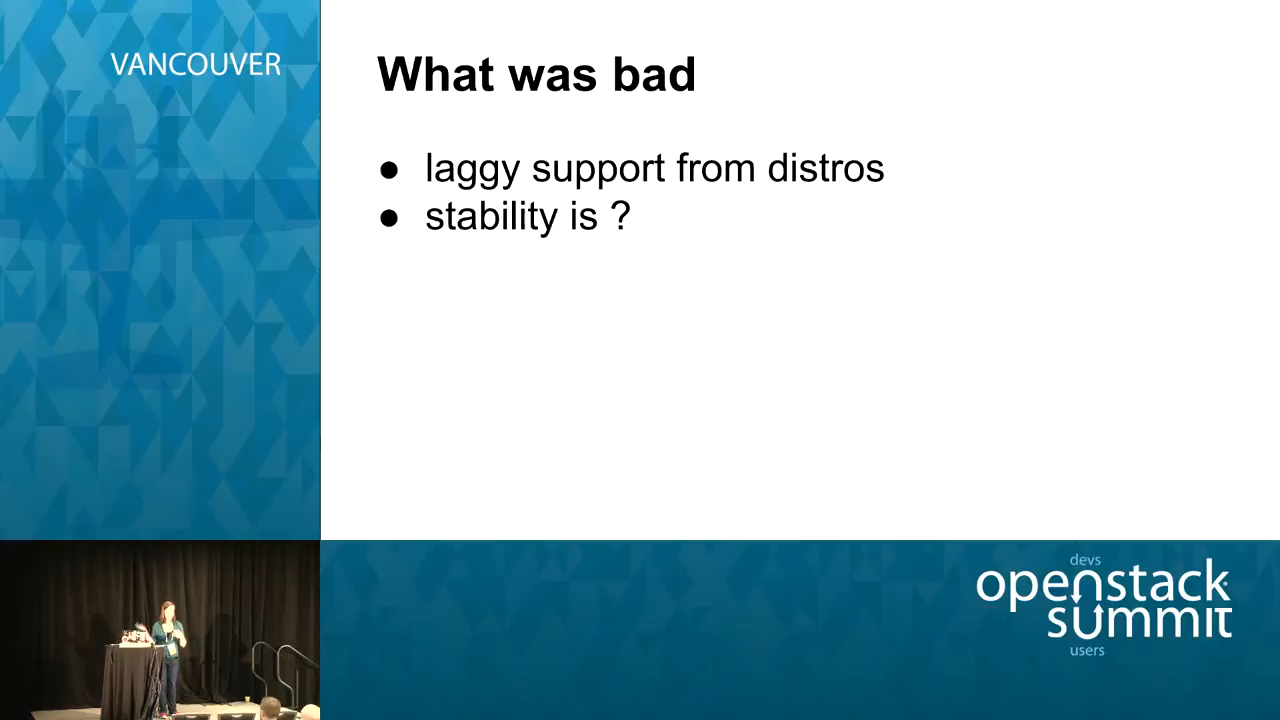 VANCOUVER
What was bad
● laggy support from distros
● stability is ?
devs
openstack
summit
users